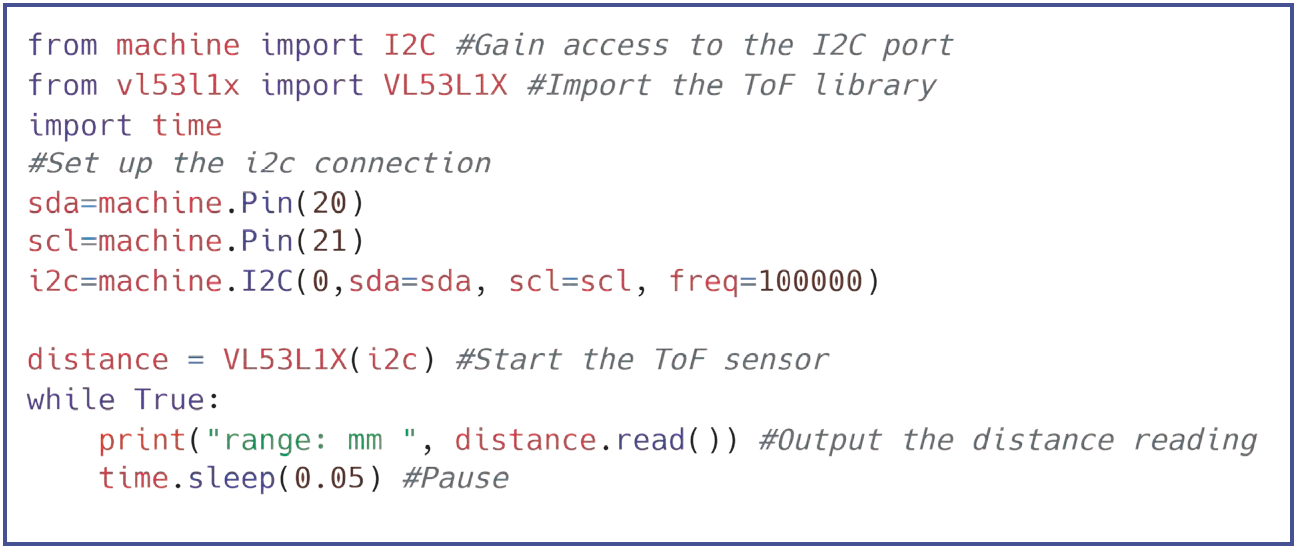 from machine import I2C #Gain access to the I2C port
from vl53l1x import VL53L1X #Import the ToF library
import time
#Set up the i2c connection
sda=machine.Pin(20)
scl=machine.Pin(21)
i2c=machine.I2C(0,sda=sda, scl=scl, freq=100000)
distance = VL53L1X(i2c) #Start the ToF sensor
while True:
    print("range: mm ", distance.read()) #Output the distance reading
    time.sleep(0.05) #Pause